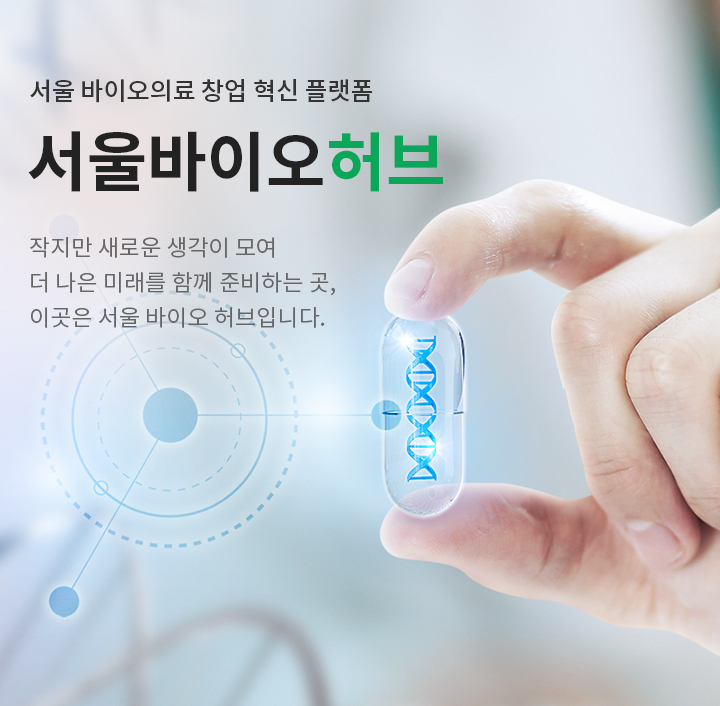 서울 바이오의료 창업 혁신 플랫폼
서울바이오허브
작지만 새로운 생각이 모여
더 나은 미래를 함께 준비하는 곳,
이곳은 서울 바이오 허브입니다.